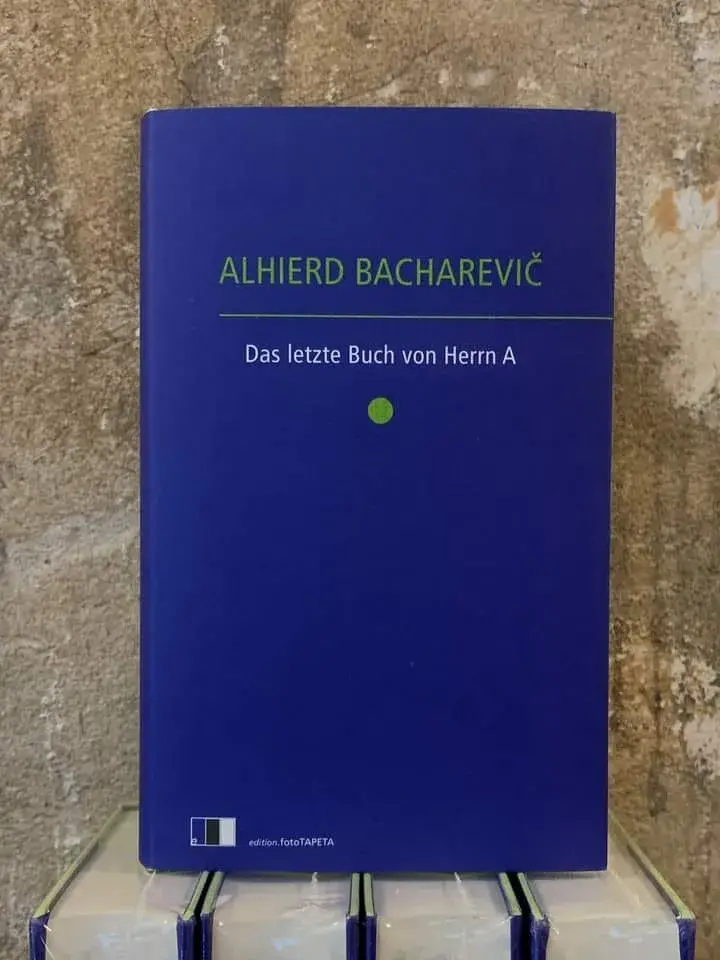 ALHIERD BACHAREVIČ
Das letzte Buch von Herrn A
e
edition.fotoTAPETA